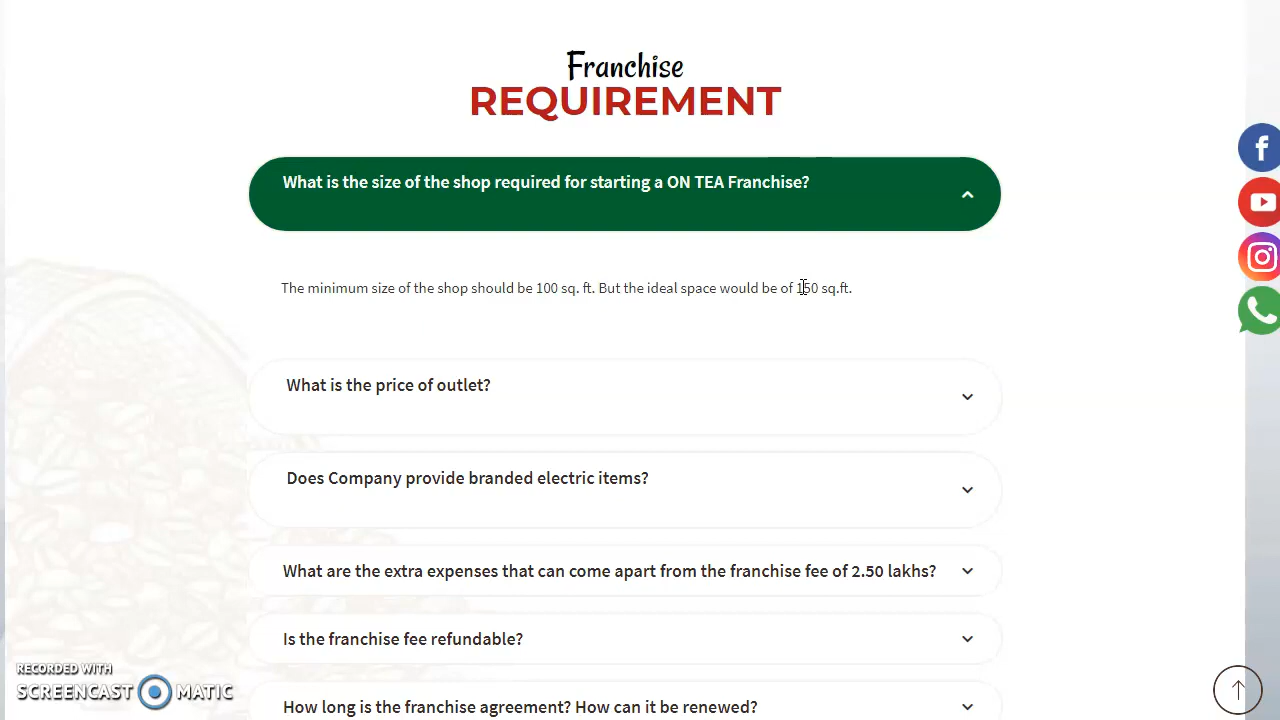 Franchise
REQUIREMENT
What is the size of the shop required for starting a ON TEA Franchise?
The minimum size of the shop should be 100 sq. ft. But the ideal space would be of 150 sq.ft.
What is the price of outlet?
Does Company provide branded electric items?
What are the extra expenses that can come apart from the franchise fee of 2.50 lakhs?
Is the franchise fee refundable?
How long is the franchise agreement? How can it be renewed?
RECORDED WITH
SCREENCAST MATIC